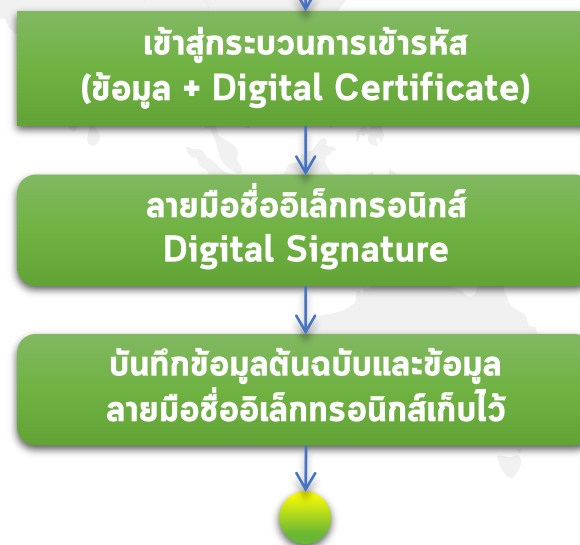 เข้าสู่กระบวนการเข้ารหัส
(ข้อมูล + Digital Certificate)
ลายมือชื่ออิเล็กทรอนิกส์
Digital Signature
บันทึกข้อมูลต้นฉบับและข้อมูล
ลายมือชื่ออิเล็กทรอนิกส์เก็บไว้